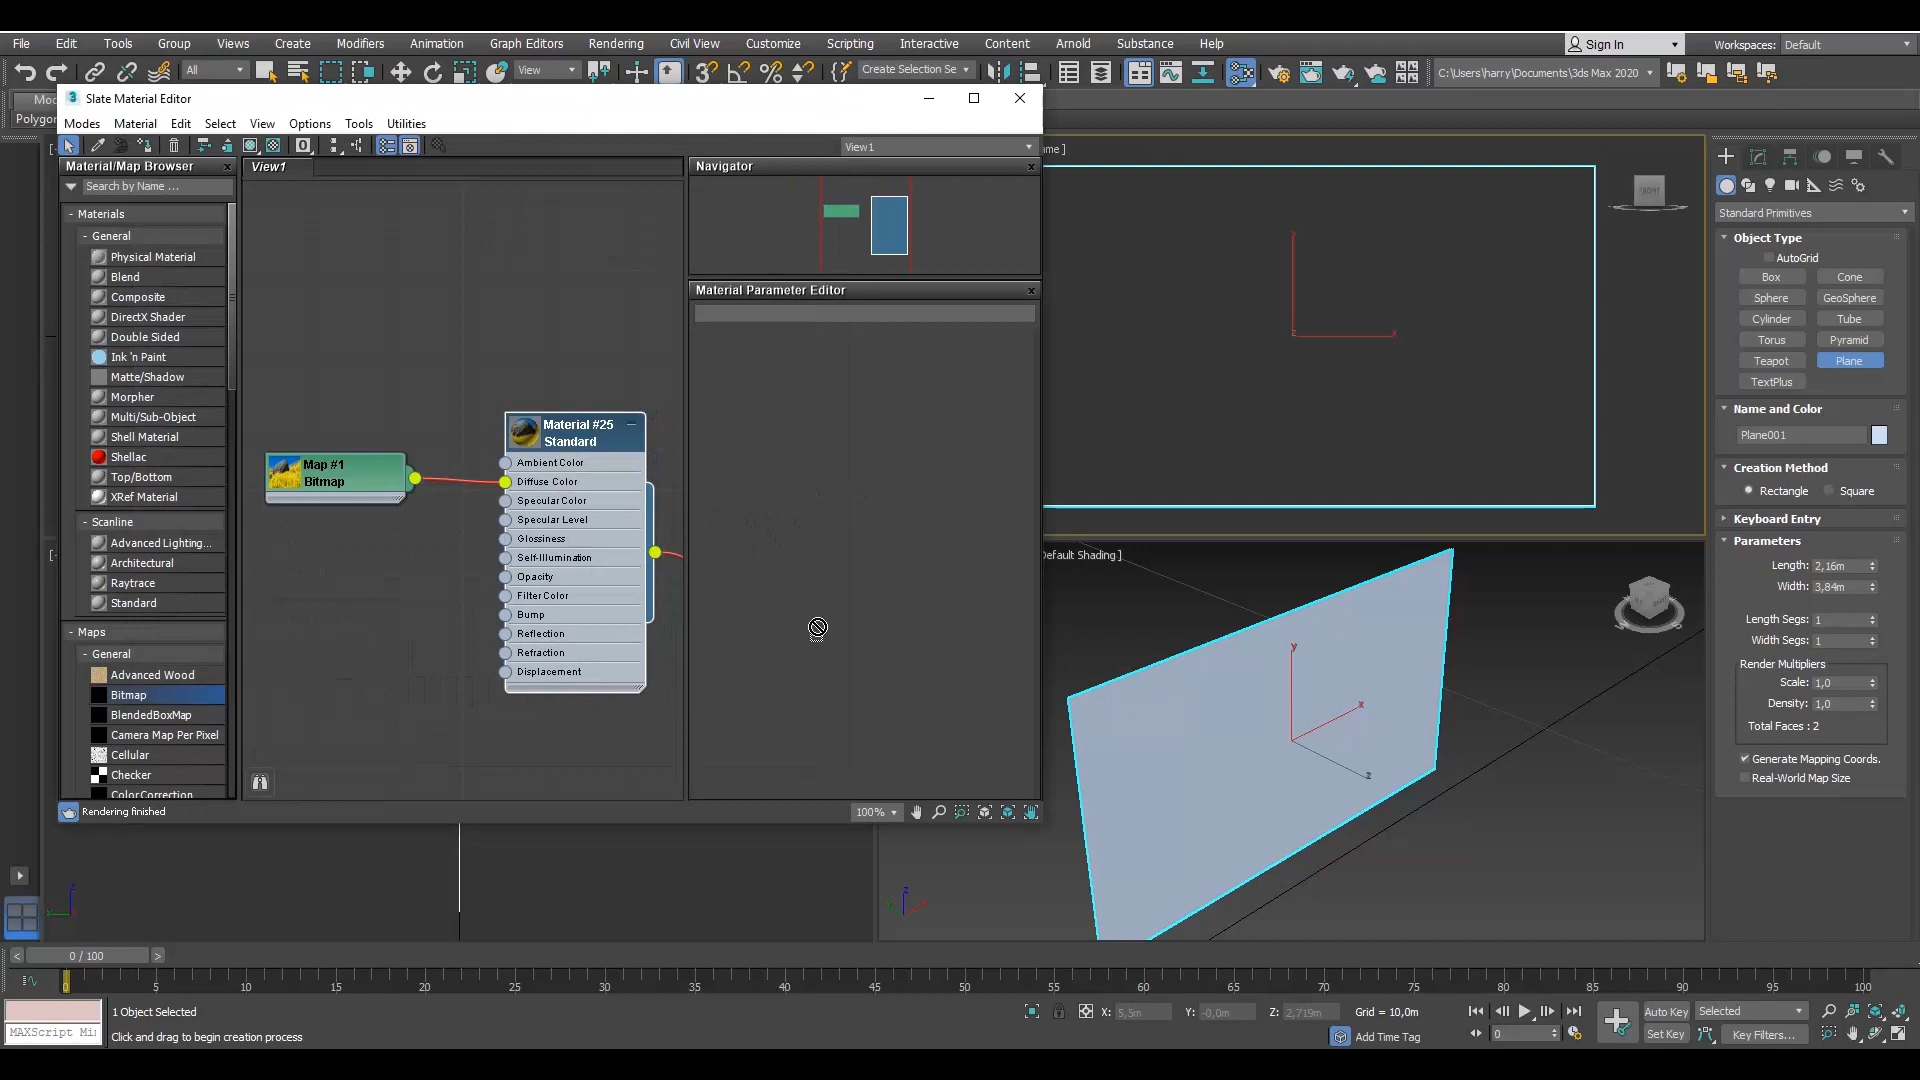 File Edit Tools Group Views Create Modifiers Animation Graph Editors Rendering Civil View Customize Scripting Interactive Content Arnold Substance Help
Sign In
Workspaces: Default
All
View
Create Selection Se
C:\Users\harry\Documents\3ds Max 2020
Slate Material Editor
Modes Material Edit Select View Options Tools Utilities
View1
Material/Map Browser
Search by Name ...
- Materials
- General
Physical Material
Blend
Composite
DirectX Shader
Double Sided
Ink 'n Paint
Matte/Shadow
Morpher
Multi/Sub-Object
Shell Material
Shellac
Top/Bottom
XRef Material
- Scanline
Advanced Lighting...
Architectural
Raytrace
Standard
- Maps
- General
Advanced Wood
Bitmap
BlendedBoxMap
Camera Map Per Pixel
Cellular
Checker
ColorCorrection
Rendering finished
View1
Map #1
Bitmap
Material #25
Standard
Ambient Color
Diffuse Color
Specular Color
Specular Level
Glossiness
Self-Illumination
Opacity
Filter Color
Bump
Reflection
Refraction
Displacement
Navigator
Material Parameter Editor
100%
FRONT
Default Shading ]
y
x
z
Standard Primitives
Object Type
AutoGrid
Box Cone
Sphere GeoSphere
Cylinder Tube
Torus Pyramid
Teapot Plane
TextPlus
Name and Color
Plane001
Creation Method
Rectangle Square
Keyboard Entry
Parameters
Length: 2,16m
Width: 3,84m
Length Segs: 1
Width Segs: 1
Render Multipliers
Scale: 1,0
Density: 1,0
Total Faces : 2
Generate Mapping Coords.
Real-World Map Size
< 0 / 100 >
0 5 10 15 20 25 30 35 40 45 50 55 60 65 70 75 80 85 90 95 100
1 Object Selected
MAXScript Mi
Click and drag to begin creation process
X: 5,5m Y: -0,0m Z: 2,719m Grid = 10,0m
Add Time Tag
0
Auto Key Selected
Set Key Key Filters...